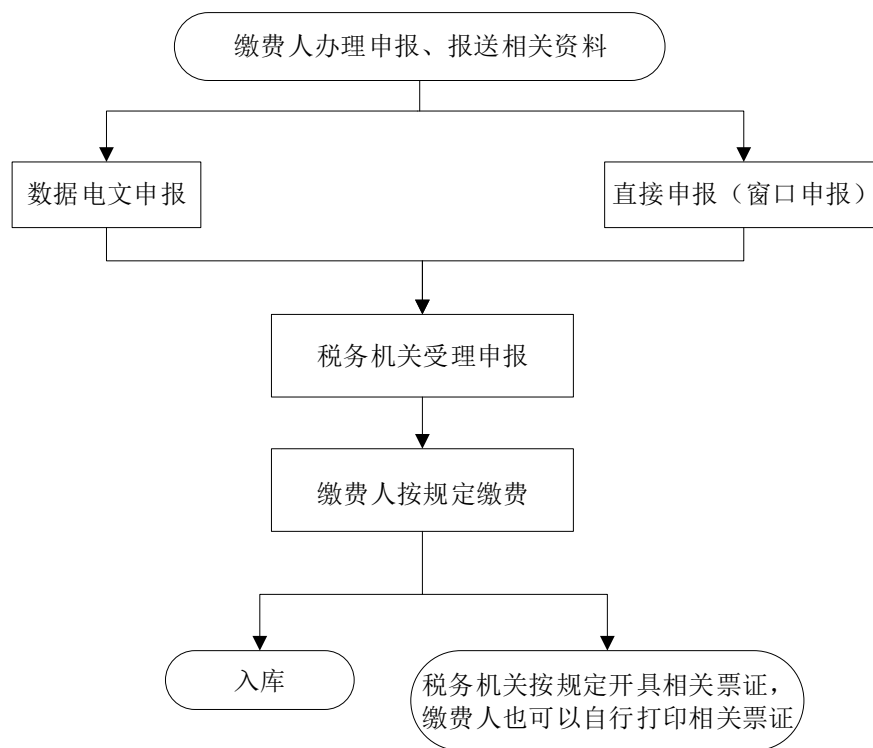 缴费人办理申报、报送相关资料
数据电文申报
直接申报（窗口申报）
税务机关受理申报
缴费人按规定缴费
入库
税务机关按规定开具相关票证，
缴费人也可以自行打印相关票证